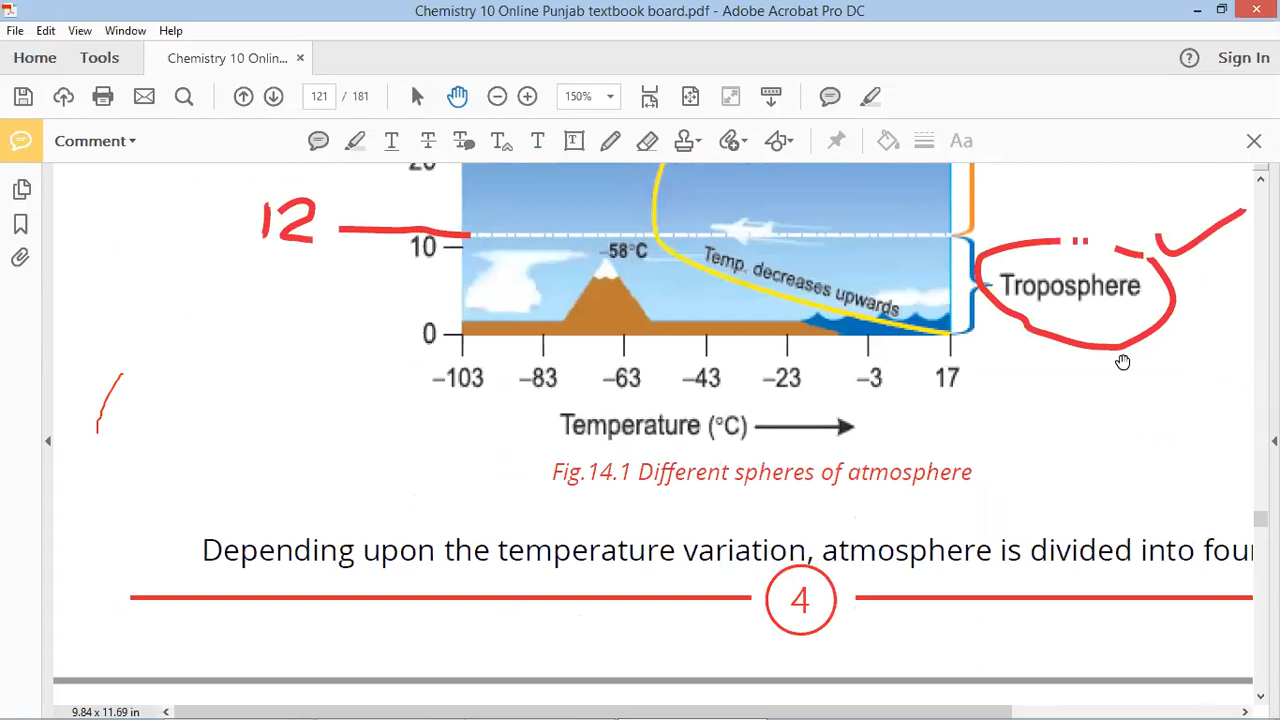 Chemistry 10 Online Punjab textbook board.pdf - Adobe Acrobat Pro DC
File Edit View Window Help
Home Tools Chemistry 10 Onlin... × Sign In
121 / 181 150%
Comment
20
12
10
-58°C
Temp. decreases upwards
Troposphere
0
-103 -83 -63 -43 -23 -3 17
Temperature (°C)
Fig.14.1 Different spheres of atmosphere
Depending upon the temperature variation, atmosphere is divided into four
4
9.84 x 11.69 in